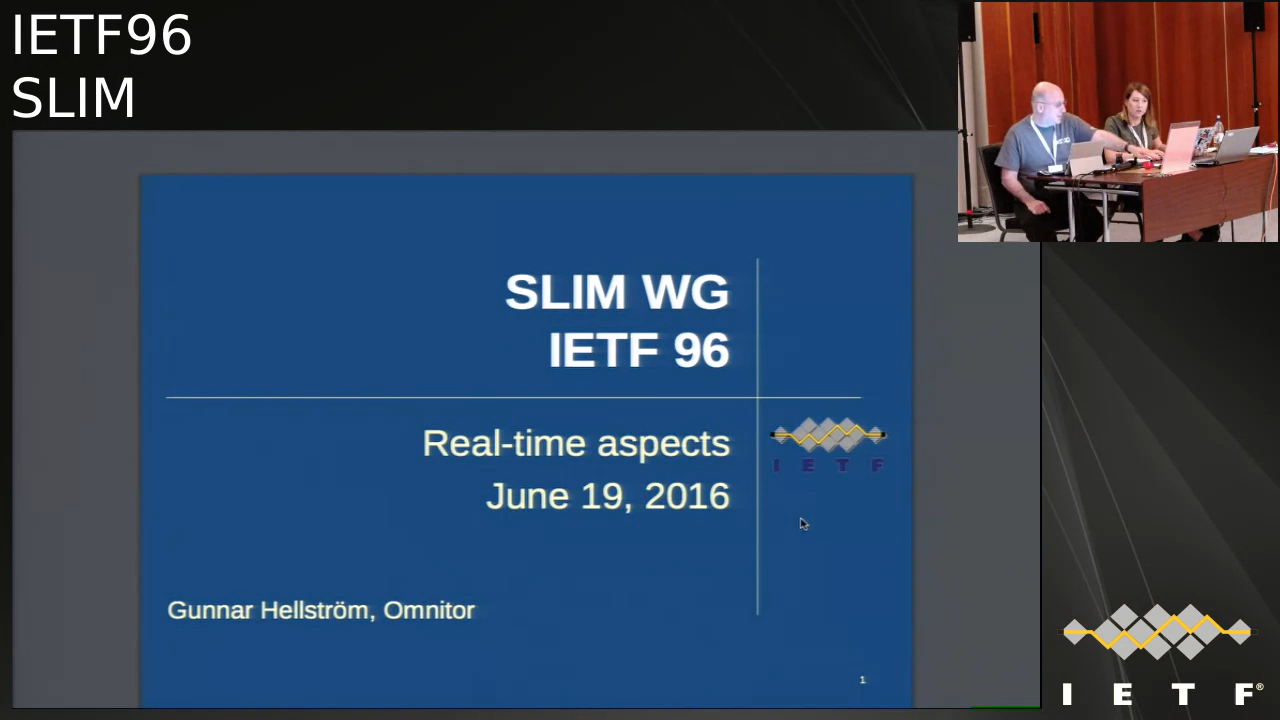 IETF96
SLIM
SLIM WG
IETF 96
Real-time aspects
June 19, 2016
I E T F
Gunnar Hellström, Omnitor
1
I E T F®